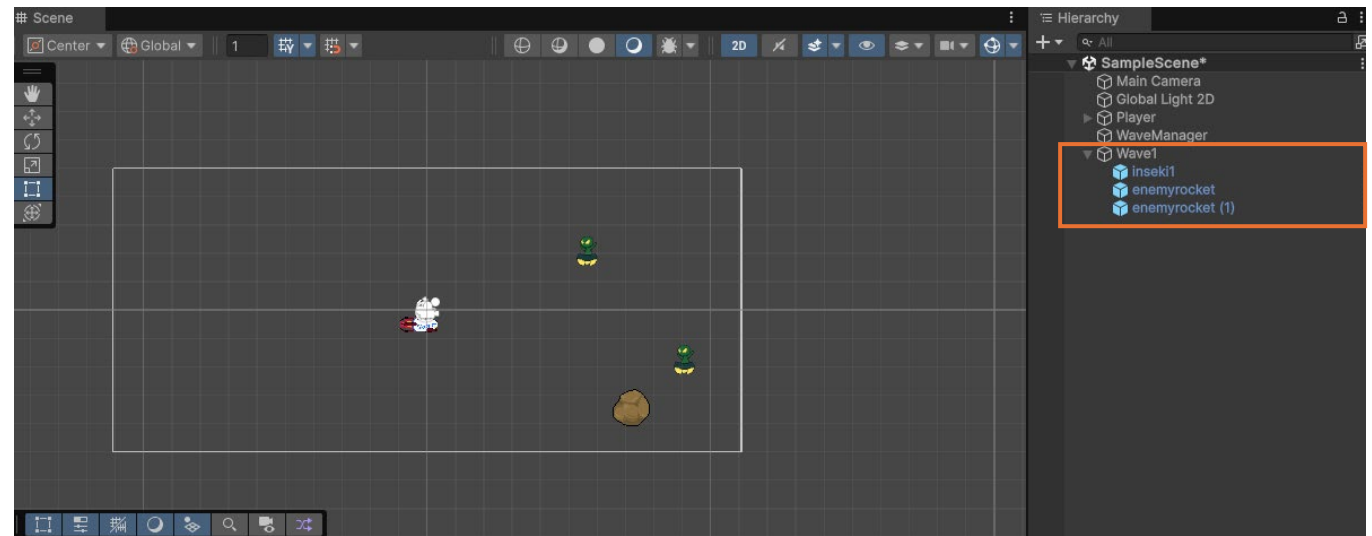 Scene
Center
Global
1
2D
Hierarchy
All
SampleScene*
Main Camera
Global Light 2D
Player
WaveManager
Wave1
inseki1
enemyrocket
enemyrocket (1)